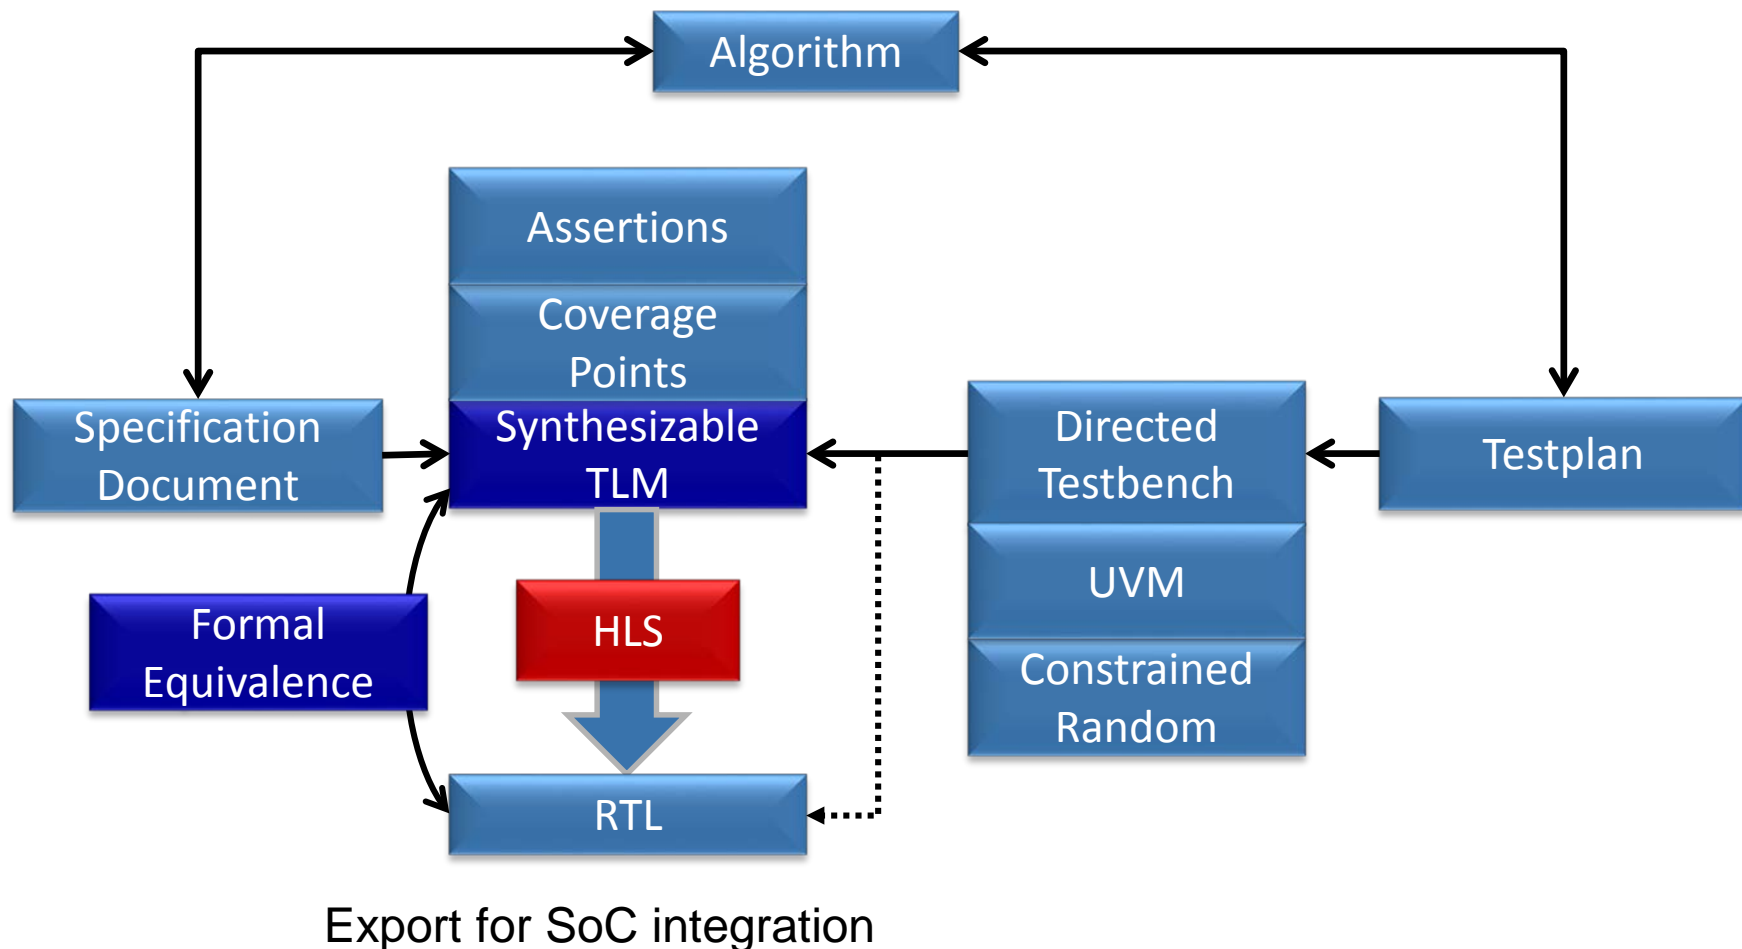 Algorithm
Assertions
Coverage
Points
Specification
Document
Synthesizable
TLM
Directed
Testbench
Testplan
UVM
Formal
Equivalence
HLS
Constrained
Random
RTL
Export for SoC integration